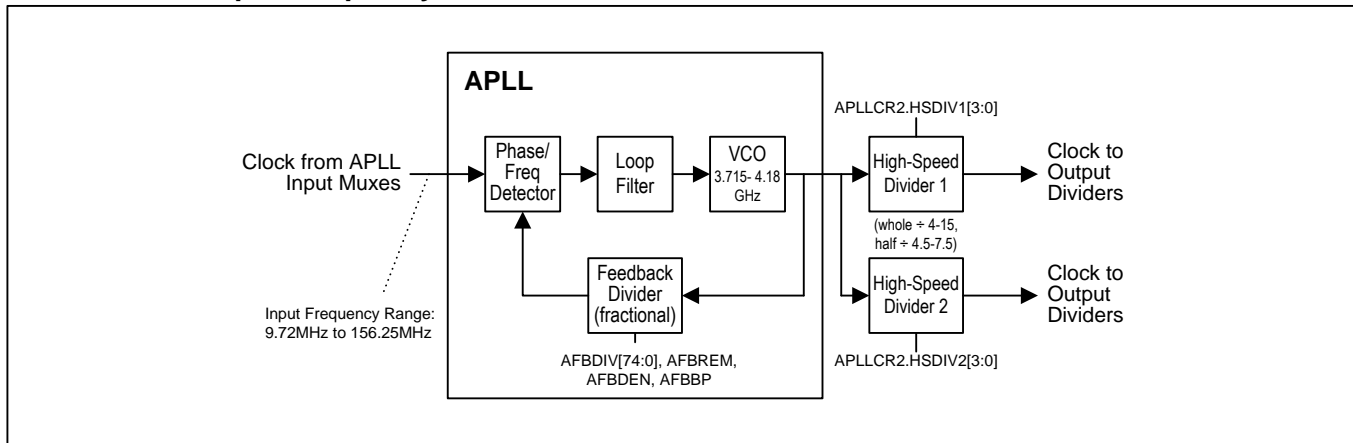 APLL
APLLCR2.HSDIV1[3:0]
Clock from APLL
Input Muxes
Phase/
Freq
Detector
Loop
Filter
VCO
3.715- 4.18
GHz
High-Speed
Divider 1
Clock to
Output
Dividers
(whole ÷ 4-15,
half ÷ 4.5-7.5)
Feedback
Divider
(fractional)
High-Speed
Divider 2
Clock to
Output
Dividers
Input Frequency Range:
9.72MHz to 156.25MHz
AFBDIV[74:0], AFBREM,
AFBDEN, AFBBP
APLLCR2.HSDIV2[3:0]